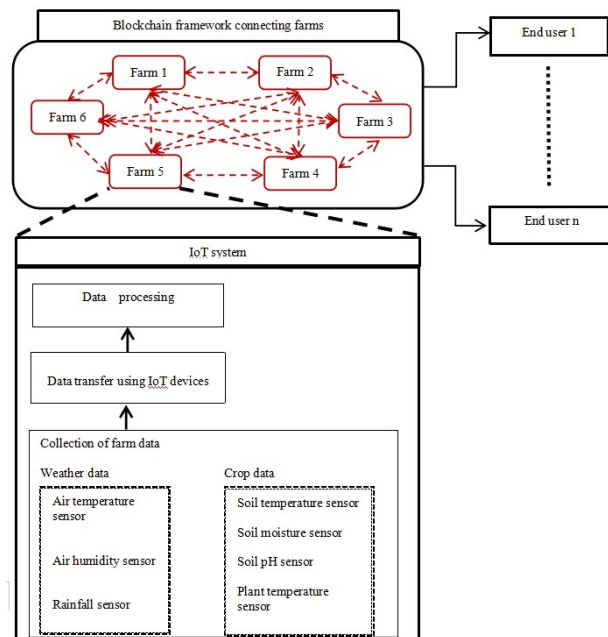 Blockchain framework connecting farms
End user 1
Farm 1
Farm 2
Farm 6
Farm 3
Farm 5
Farm 4
End user n
IoT system
Data processing
Data transfer using IoT devices
Collection of farm data
Weather data
Air temperature
sensor
Air humidity sensor
Rainfall sensor
Crop data
Soil temperature sensor
Soil moisture sensor
Soil pH sensor
Plant temperature
sensor